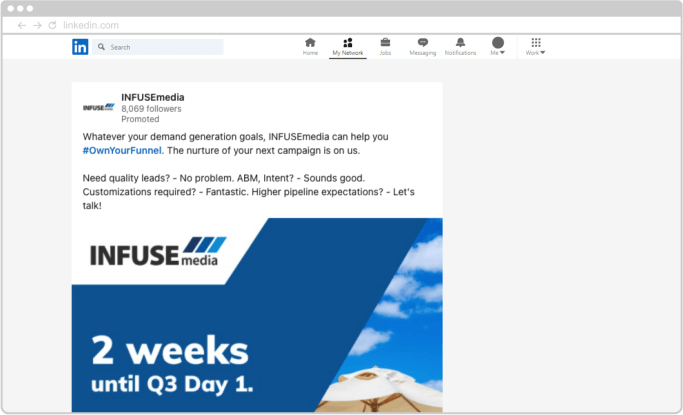 linkedin.com
in
Search
Home
My Network
Jobs
Messaging
Notifications
Me
Work
INFUSE media
INFUSEmedia
8,069 followers
Promoted
Whatever your demand generation goals, INFUSEmedia can help you
#OwnYourFunnel. The nurture of your next campaign is on us.
Need quality leads? - No problem. ABM, Intent? - Sounds good.
Customizations required? - Fantastic. Higher pipeline expectations? - Let's
talk!
INFUSE media
2 weeks
until Q3 Day 1.